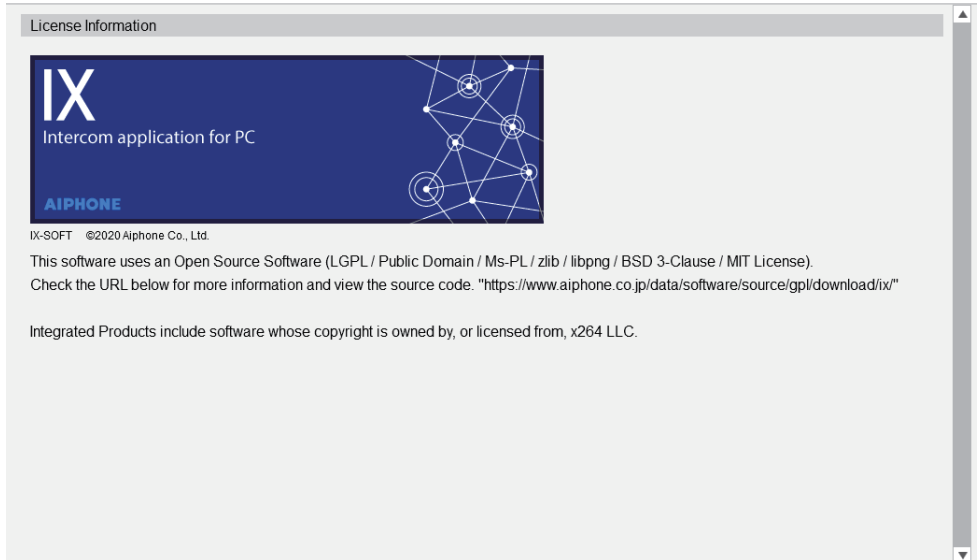 License Information
IX
Intercom application for PC
AIPHONE
IX-SOFT ©2020 Aiphone Co., Ltd.
This software uses an Open Source Software (LGPL / Public Domain / Ms-PL / zlib / libpng / BSD 3-Clause / MIT License).
Check the URL below for more information and view the source code. "https://www.aiphone.co.jp/data/software/source/gpl/download/ix/"
Integrated Products include software whose copyright is owned by, or licensed from, x264 LLC.